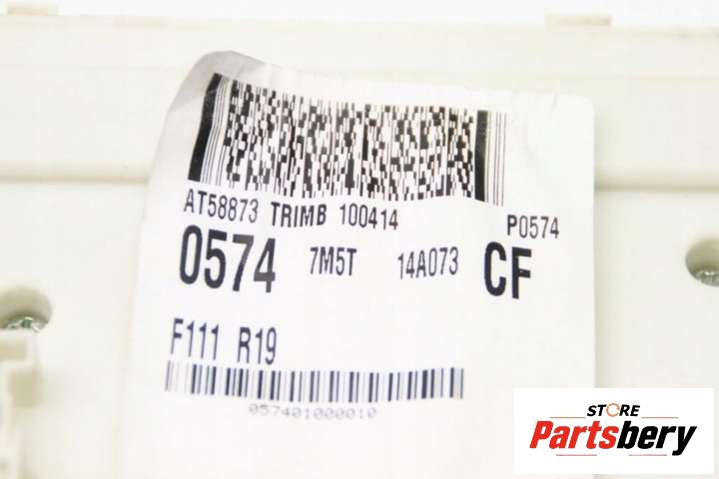 AT58873 TRIMB 100414 P0574
0574 7M5T 14A073 CF
F111 R19
057401000010
STORE
Partsbery